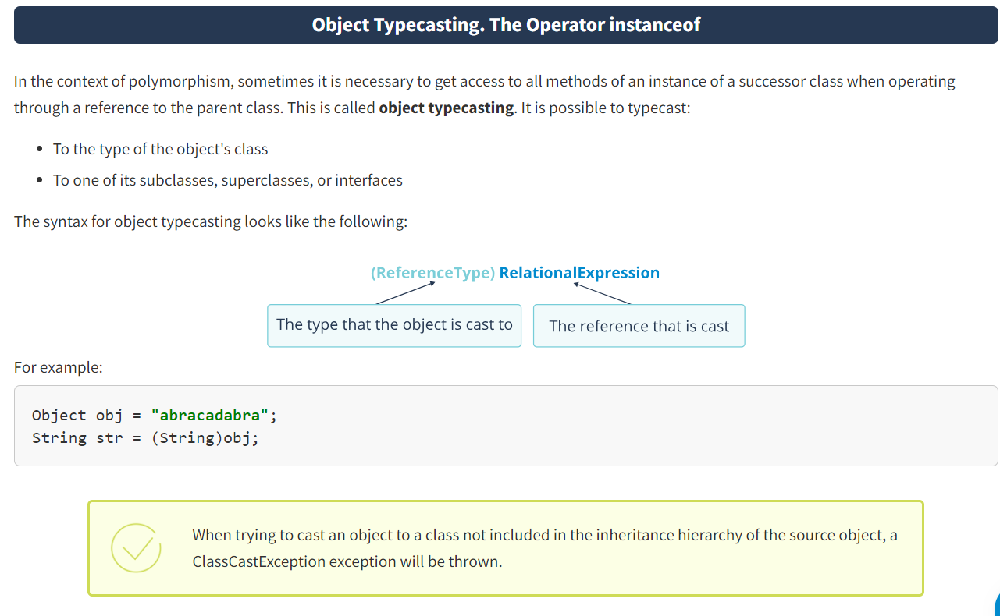 Object Typecasting. The Operator instanceof
In the context of polymorphism, sometimes it is necessary to get access to all methods of an instance of a successor class when operating
through a reference to the parent class. This is called object typecasting. It is possible to typecast:
• To the type of the object's class
• To one of its subclasses, superclasses, or interfaces
The syntax for object typecasting looks like the following:
(ReferenceType) RelationalExpression
The type that the object is cast to
The reference that is cast
For example:
Object obj = "abracadabra";
String str = (String)obj;
When trying to cast an object to a class not included in the inheritance hierarchy of the source object, a
ClassCastException exception will be thrown.